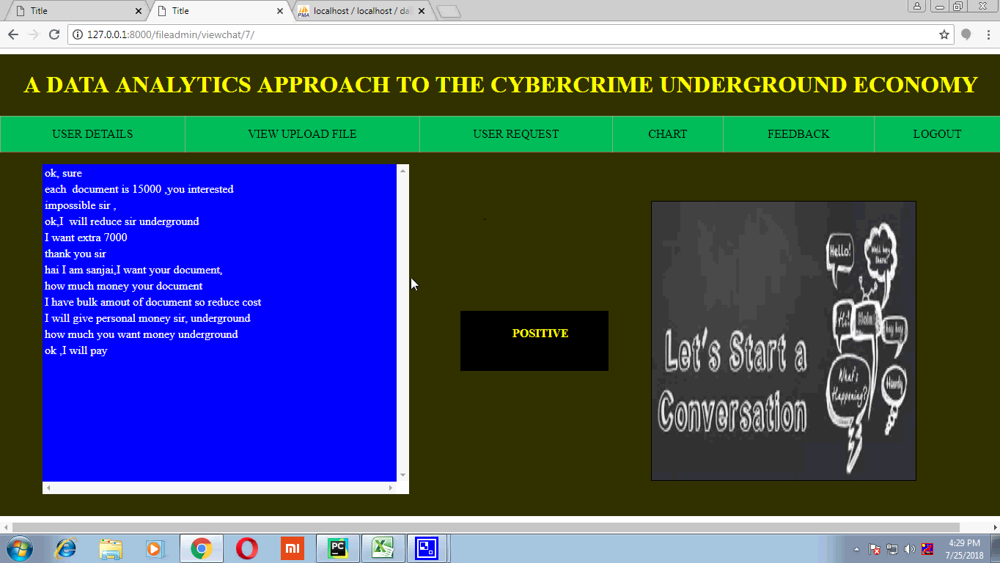 Title
Title
localhost / localhost / da
127.0.0.1:8000/fileadmin/viewchat/7/
A DATA ANALYTICS APPROACH TO THE CYBERCRIME UNDERGROUND ECONOMY
USER DETAILS
VIEW UPLOAD FILE
USER REQUEST
CHART
FEEDBACK
LOGOUT
ok, sure
each  document is 15000 ,you interested
impossible sir ,
ok,I  will reduce sir underground
I want extra 7000
thank you sir
hai I am sanjai,I want your document,
how much money your document
I have bulk amout of document so reduce cost
I will give personal money sir, underground
how much you want money underground
ok ,I will pay
POSITIVE
Let's Start a
Conversation
Hello!
Well hey
there!
Hi!
hey hey
What's
Happening?
Howdy
PMA
mi
PC
4:29 PM
7/25/2018